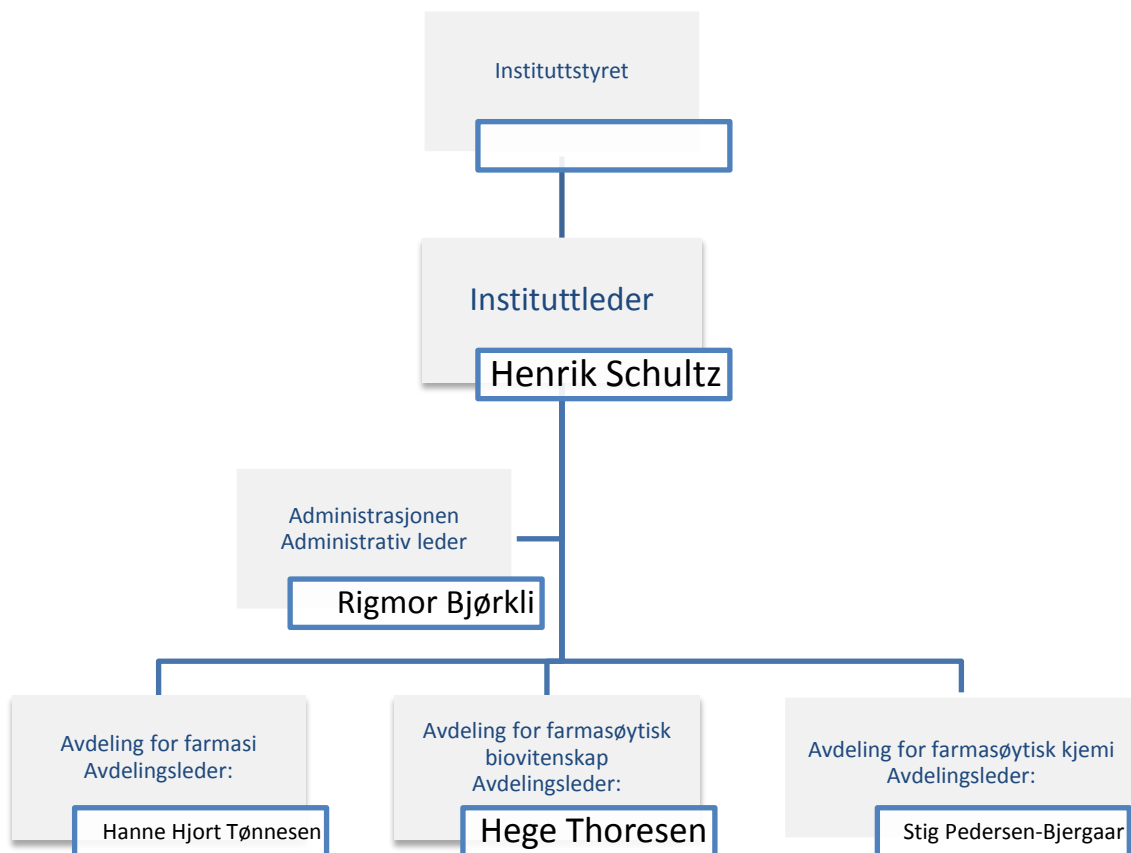 Instituttstyret
Instituttleder
Henrik Schultz
Administrasjonen
Administrativ leder
Rigmor Bjørkli
Avdeling for farmasi
Avdelingsleder:
Hanne Hjort Tønnesen
Avdeling for farmasøytisk
biovitenskap
Avdelingsleder:
Hege Thoresen
Avdeling for farmasøytisk kjemi
Avdelingsleder:
Stig Pedersen-Bjergaar